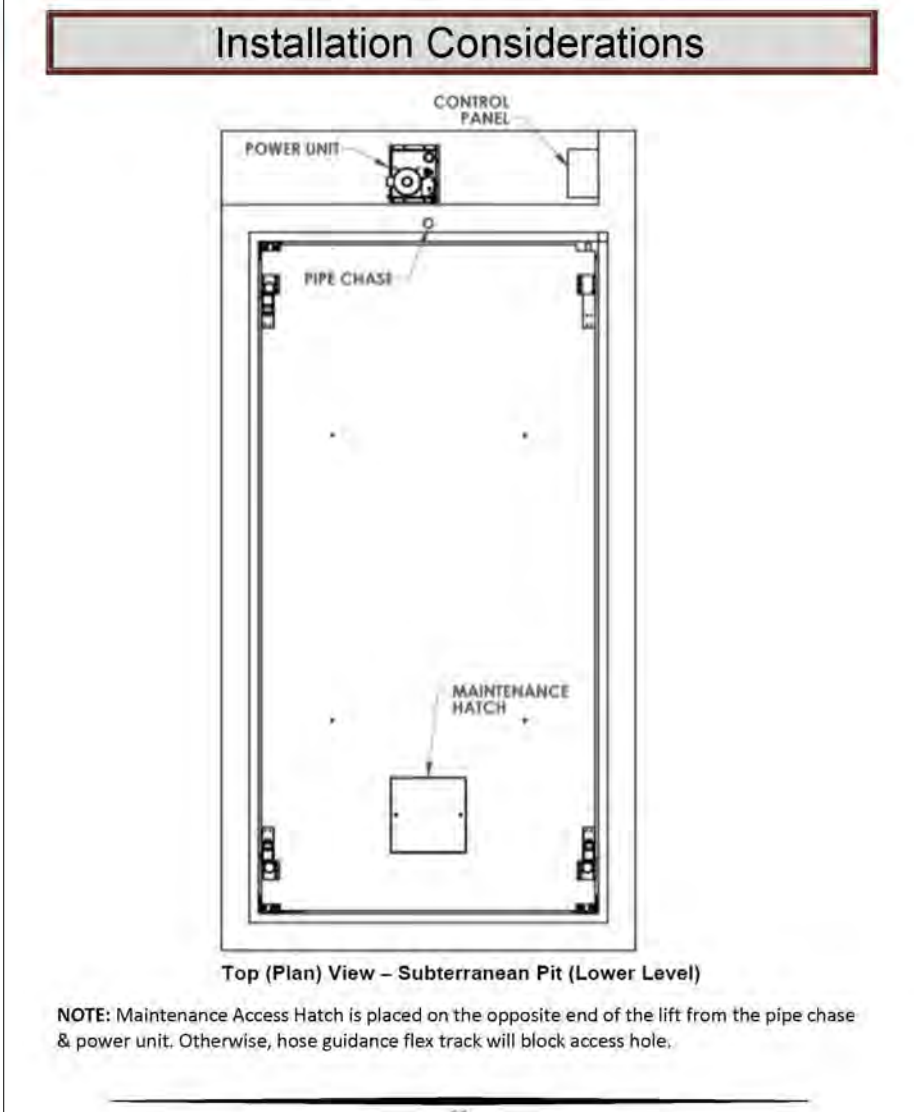 Installation Considerations
CONTROL
PANEL
POWER UNIT
PIPE CHASE
MAINTENANCE
HATCH
Top (Plan) View – Subterranean Pit (Lower Level)
NOTE: Maintenance Access Hatch is placed on the opposite end of the lift from the pipe chase
& power unit. Otherwise, hose guidance flex track will block access hole.